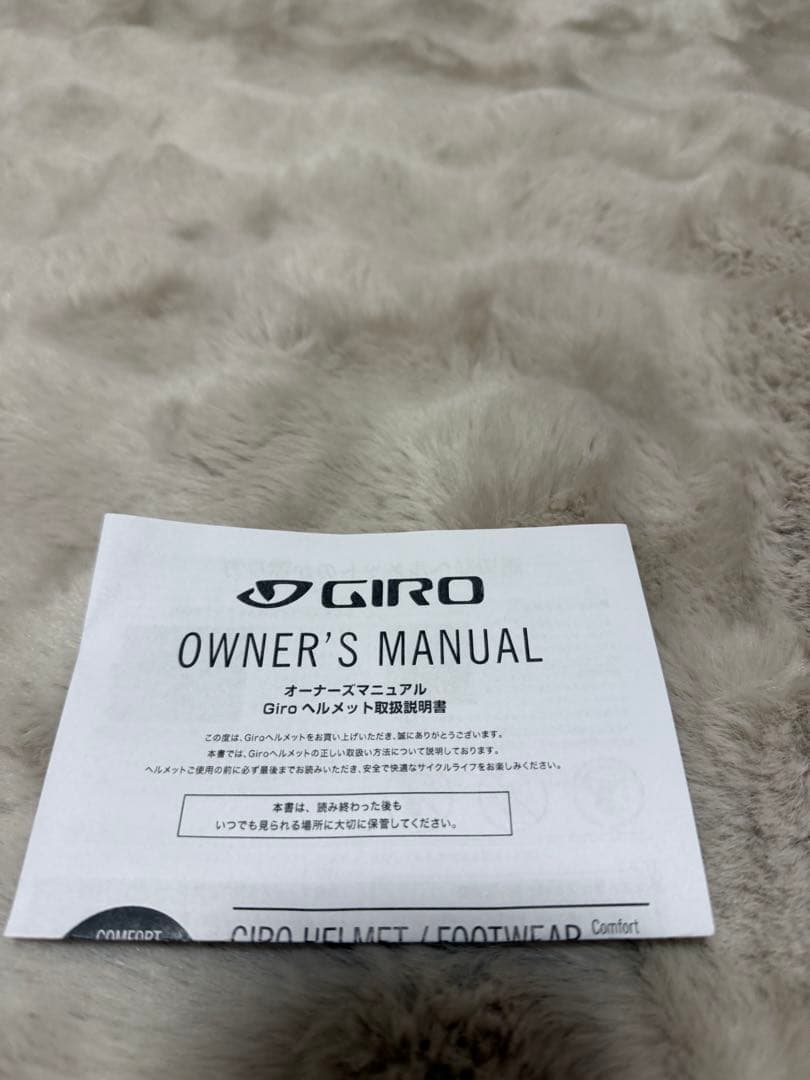 GIRO
OWNER'S MANUAL
オーナーズマニュアル
Giro ヘルメット取扱説明書
この度は、Giroヘルメットをお買い上げいただき、誠にありがとうございます。
本書では、Giroヘルメットの正しい取扱い方法について説明しております。
ヘルメットご使用の前に必ず最後までお読みいただき、安全で快適なサイクルライフをお楽しみください。
本書は、読み終わった後も
いつでも見られる場所に大切に保管してください。
COMFORT
GIRO HELMET / FOOTWEAR Comfort